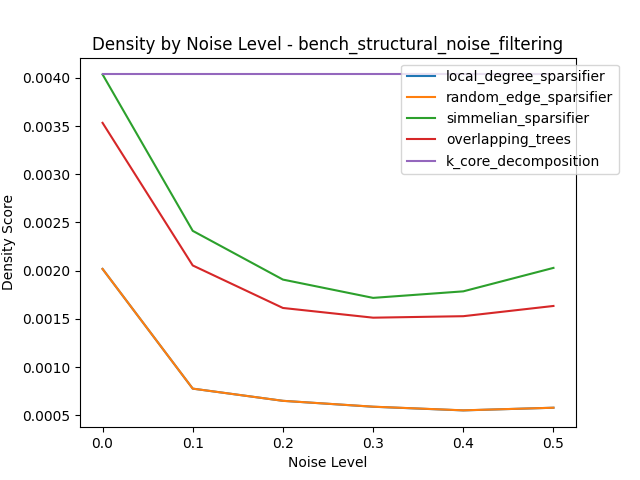 Density by Noise Level - bench_structural_noise_filtering
local_degree_sparsifier
random_edge_sparsifier
simmelian_sparsifier
overlapping_trees
k_core_decomposition
Density Score
0.0040
0.0035
0.0030
0.0025
0.0020
0.0015
0.0010
0.0005
0.0 0.1 0.2 0.3 0.4 0.5
Noise Level